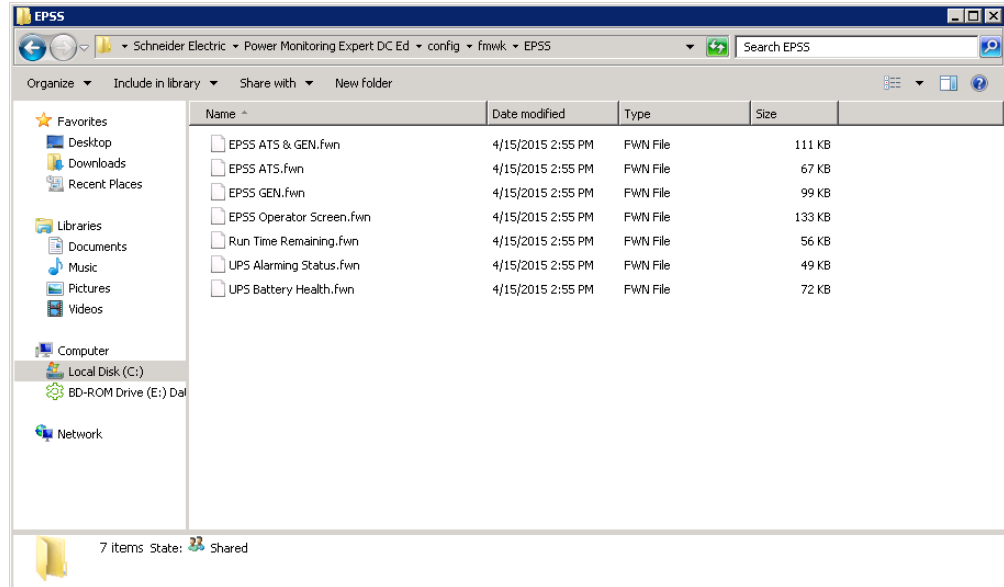 EPSS
Schneider Electric Power Monitoring Expert DC Ed config fmwk EPSS
Search EPSS
Organize Include in library Share with New folder
Favorites
Desktop
Downloads
Recent Places
Libraries
Documents
Music
Pictures
Videos
Computer
Local Disk (C:)
BD-ROM Drive (E:) Dal
Network
Name Date modified Type Size
EPSS ATS & GEN.fwn 4/15/2015 2:55 PM FWN File 111 KB
EPSS ATS.fwn 4/15/2015 2:55 PM FWN File 67 KB
EPSS GEN.fwn 4/15/2015 2:55 PM FWN File 99 KB
EPSS Operator Screen.fwn 4/15/2015 2:55 PM FWN File 133 KB
Run Time Remaining.fwn 4/15/2015 2:55 PM FWN File 56 KB
UPS Alarming Status.fwn 4/15/2015 2:55 PM FWN File 49 KB
UPS Battery Health.fwn 4/15/2015 2:55 PM FWN File 72 KB
7 items State: Shared